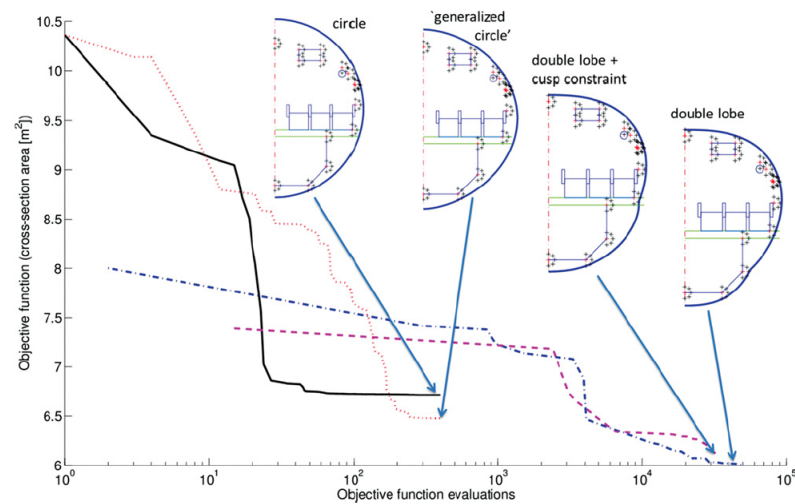 circle
'generalized
circle'
double lobe +
cusp constraint
double lobe
Objective function (cross-section area [m²])
10.5
10
9.5
9
8.5
8
7.5
7
6.5
6
10⁰
10¹
10²
10³
10⁴
10⁵
Objective function evaluations